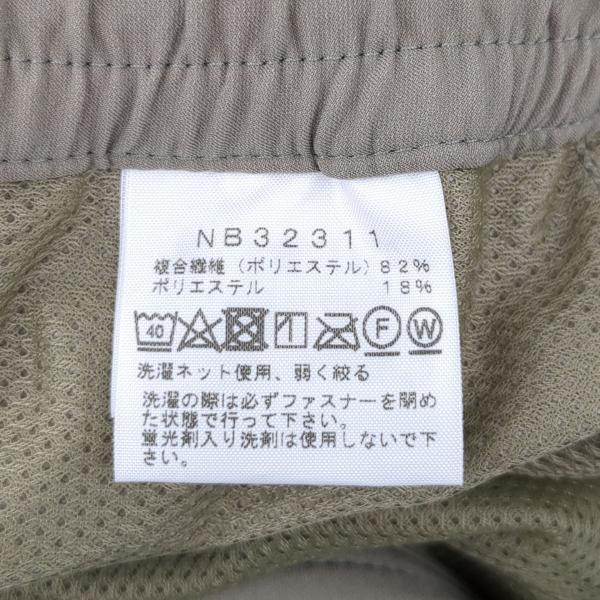 NB32311
複合繊維（ポリエステル）82%
ポリエステル 18%
40 F W
洗濯ネット使用、弱く絞る
洗濯の際は必ずファスナーを閉め
た状態で行って下さい。
蛍光剤入り洗剤は使用しないで下
さい。